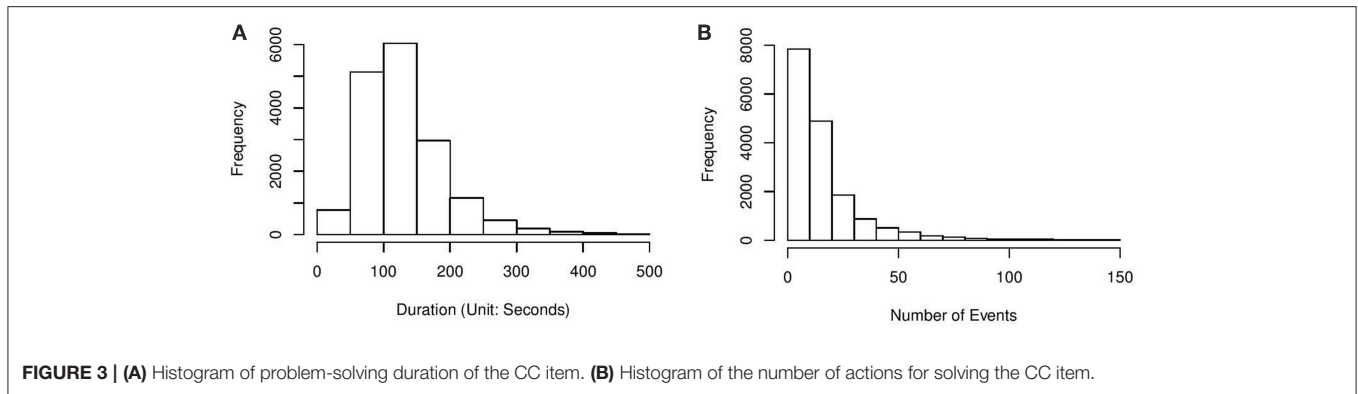 A
Frequency
0 2000 4000 6000
0 100 200 300 400 500
Duration (Unit: Seconds)
B
Frequency
0 2000 4000 6000 8000
0 50 100 150
Number of Events
FIGURE 3 | (A) Histogram of problem-solving duration of the CC item. (B) Histogram of the number of actions for solving the CC item.